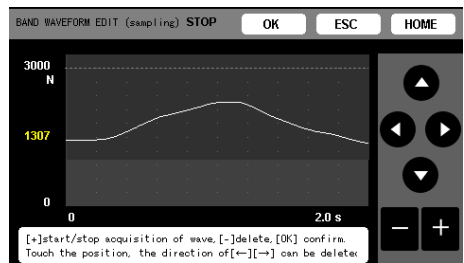 BAND WAVEFORM EDIT (sampling) STOP OK ESC HOME
3000
N
1307
0
0 2.0 s
[+]start/stop acquisition of wave, [-]delete, [OK] confirm.
Touch the position, the direction of[←][→] can be delete